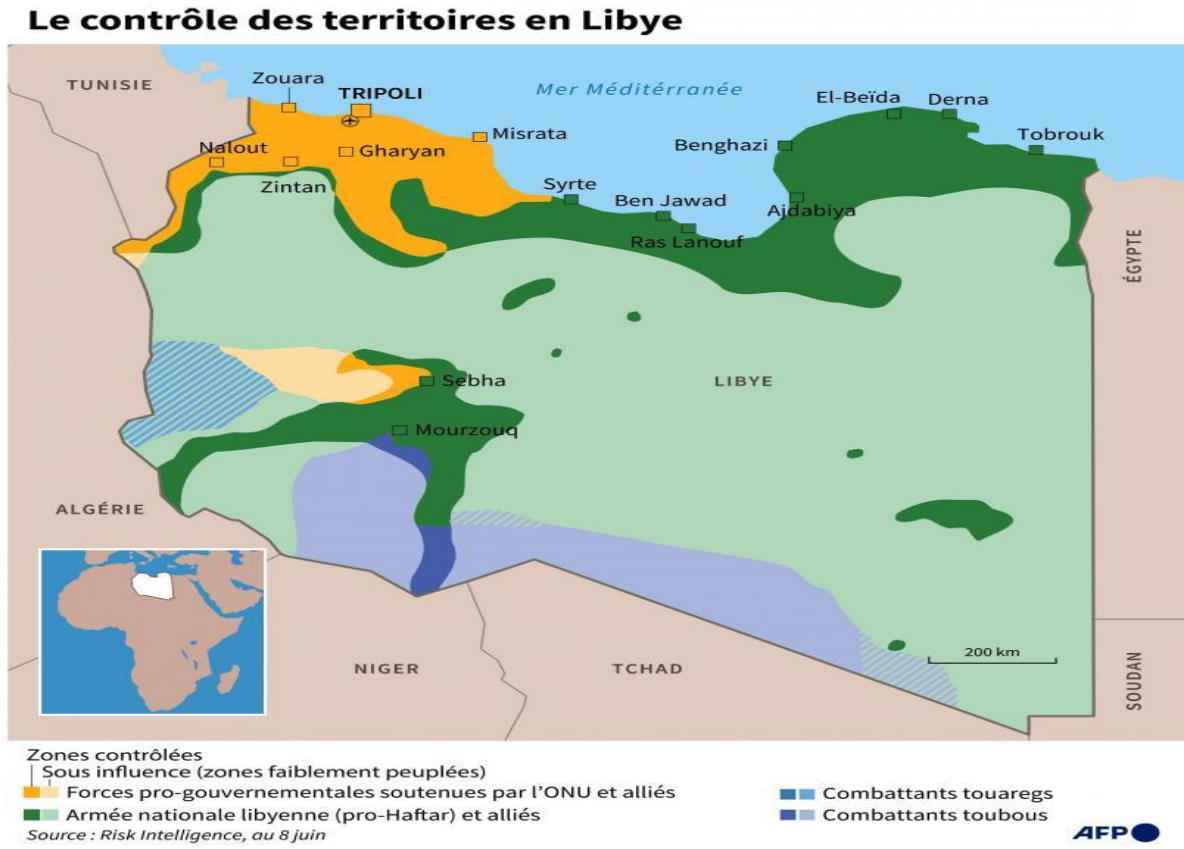 Le contrôle des territoires en Libye
TUNISIE
Zouara
TRIPOLI
Mer Méditérranée
El-Beïda
Derna
Misrata
Benghazi
Tobrouk
Nalout
Gharyan
Zintan
Syrte
Ben Jawad
Ajdabiya
Ras Lanouf
ÉGYPTE
Sebha
LIBYE
Mourzouq
ALGÉRIE
NIGER
TCHAD
200 km
SOUDAN
Zones contrôlées
Sous influence (zones faiblement peuplées)
Forces pro-gouvernementales soutenues par l'ONU et alliés
Armée nationale libyenne (pro-Haftar) et alliés
Combattants touaregs
Combattants toubous
Source : Risk Intelligence, au 8 juin
AFP